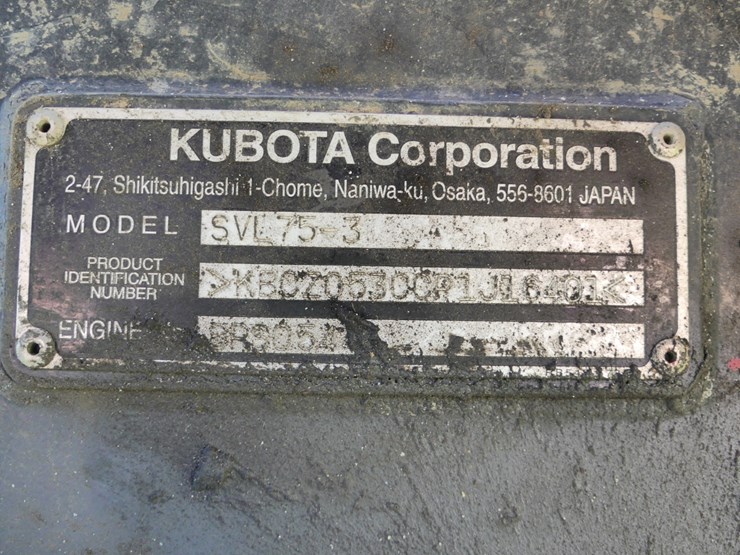 KUBOTA Corporation
2-47, Shikitsuhigashi 1-Chome, Naniwa-ku, Osaka, 556-8601 JAPAN
MODEL SVL75-3
PRODUCT
IDENTIFICATION
NUMBER
ENGINE